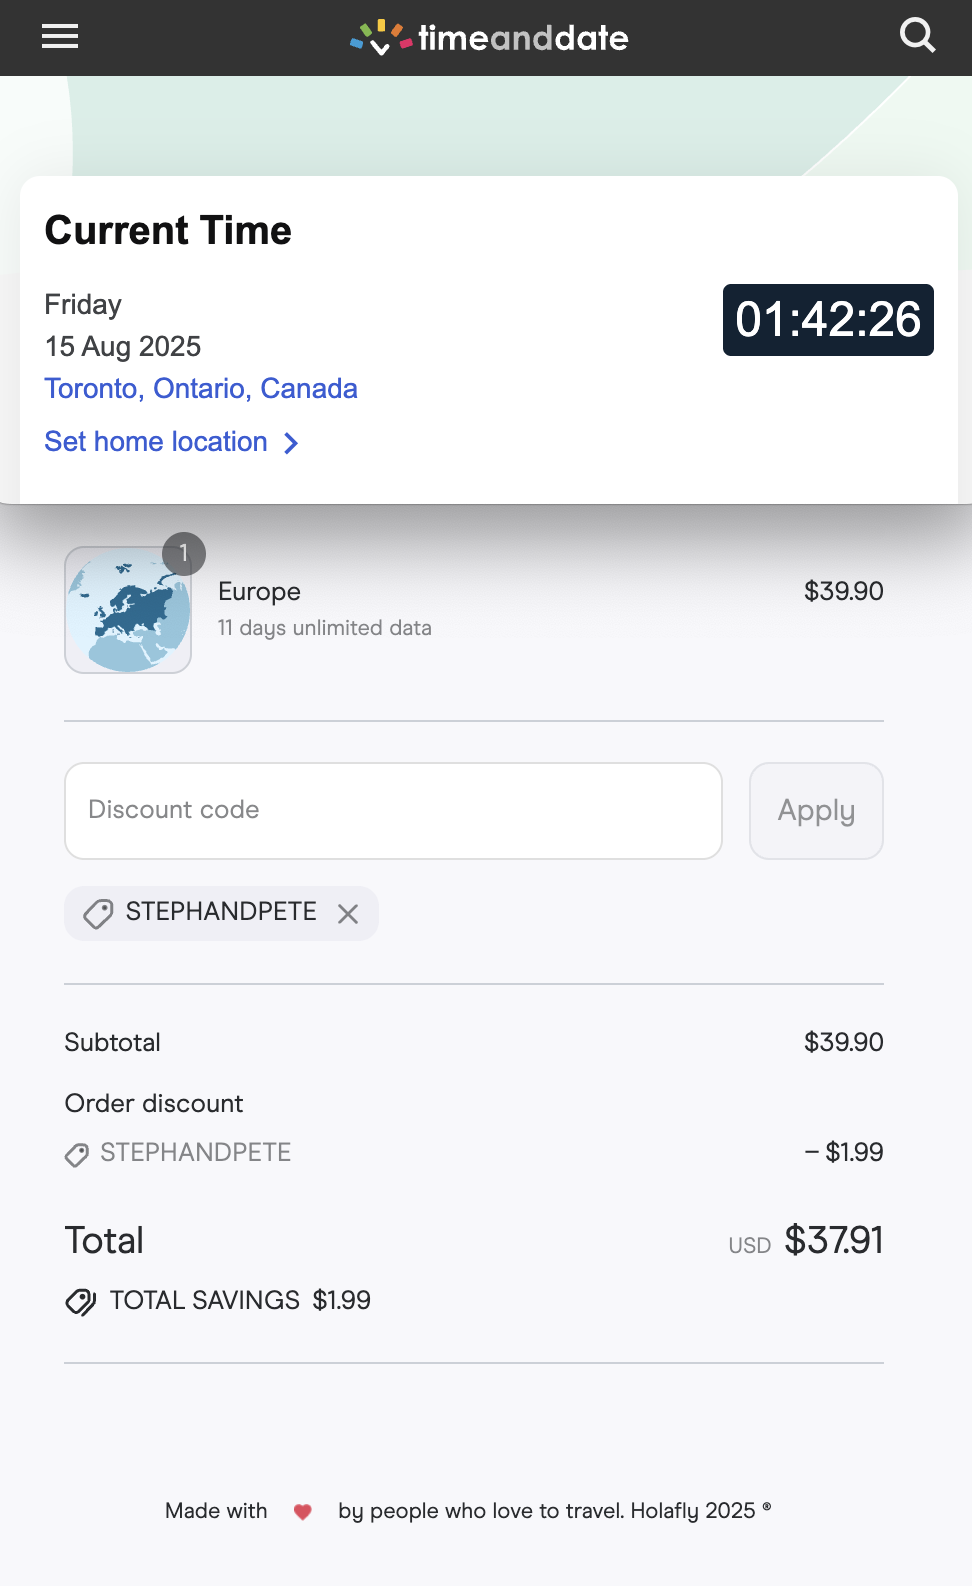 timeanddate
Current Time
Friday
15 Aug 2025
01:42:26
Toronto, Ontario, Canada
Set home location
1
Europe
$39.90
11 days unlimited data
Discount code
Apply
STEPHANDPETE
Subtotal
$39.90
Order discount
STEPHANDPETE
– $1.99
Total
USD $37.91
TOTAL SAVINGS $1.99
Made with by people who love to travel. Holafly 2025 ®